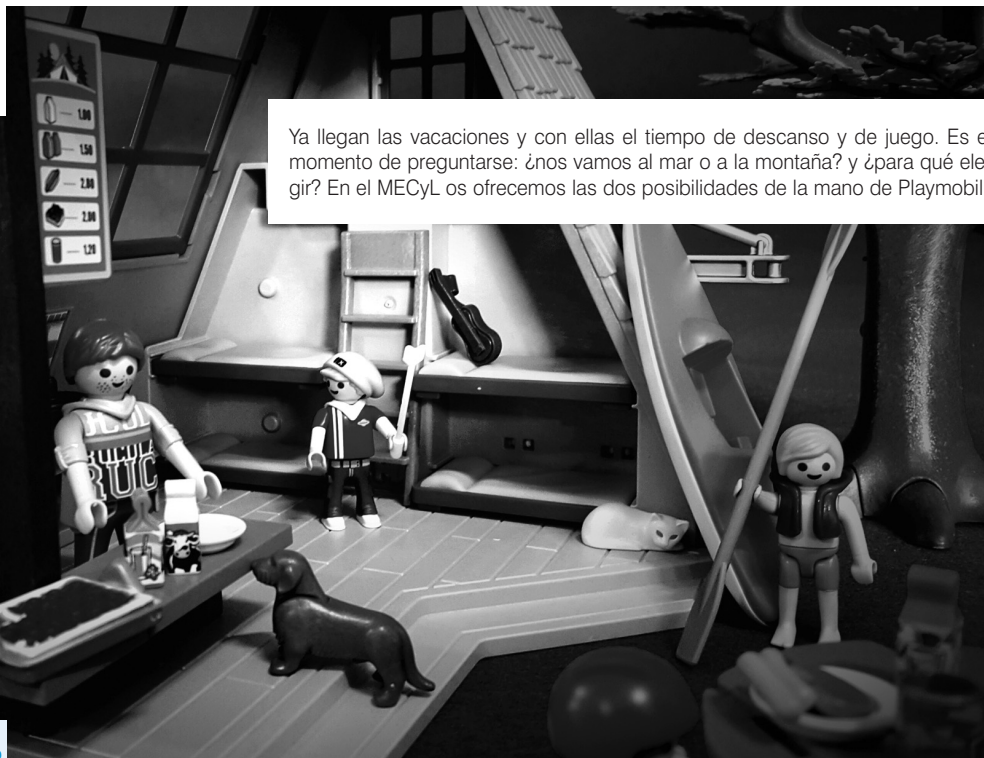 1.00
1.50
2.00
2.00
1.20
Ya llegan las vacaciones y con ellas el tiempo de descanso y de juego. Es e
momento de preguntarse: ¿nos vamos al mar o a la montaña? y ¿para qué ele
gir? En el MECyL os ofrecemos las dos posibilidades de la mano de Playmobil
RUC